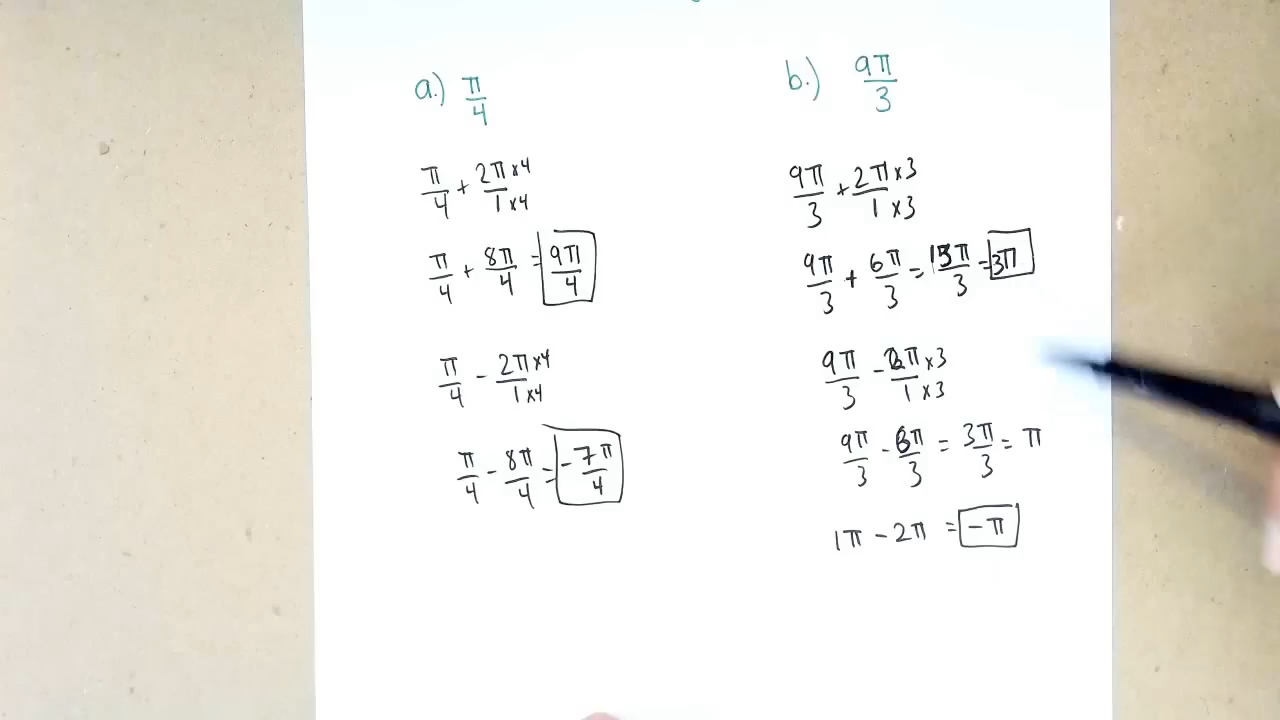 a.) π/4
π/4 + 2π×4/1×4
π/4 + 8π/4 = 9π/4
π/4 - 2π×4/1×4
π/4 - 8π/4 = -7π/4
b.) 9π/3
9π/3 + 2π×3/1×3
9π/3 + 6π/3 = 15π/3 = 3π
9π/3 - 2π×3/1×3
9π/3 - 6π/3 = 3π/3 = π
1π - 2π = -π